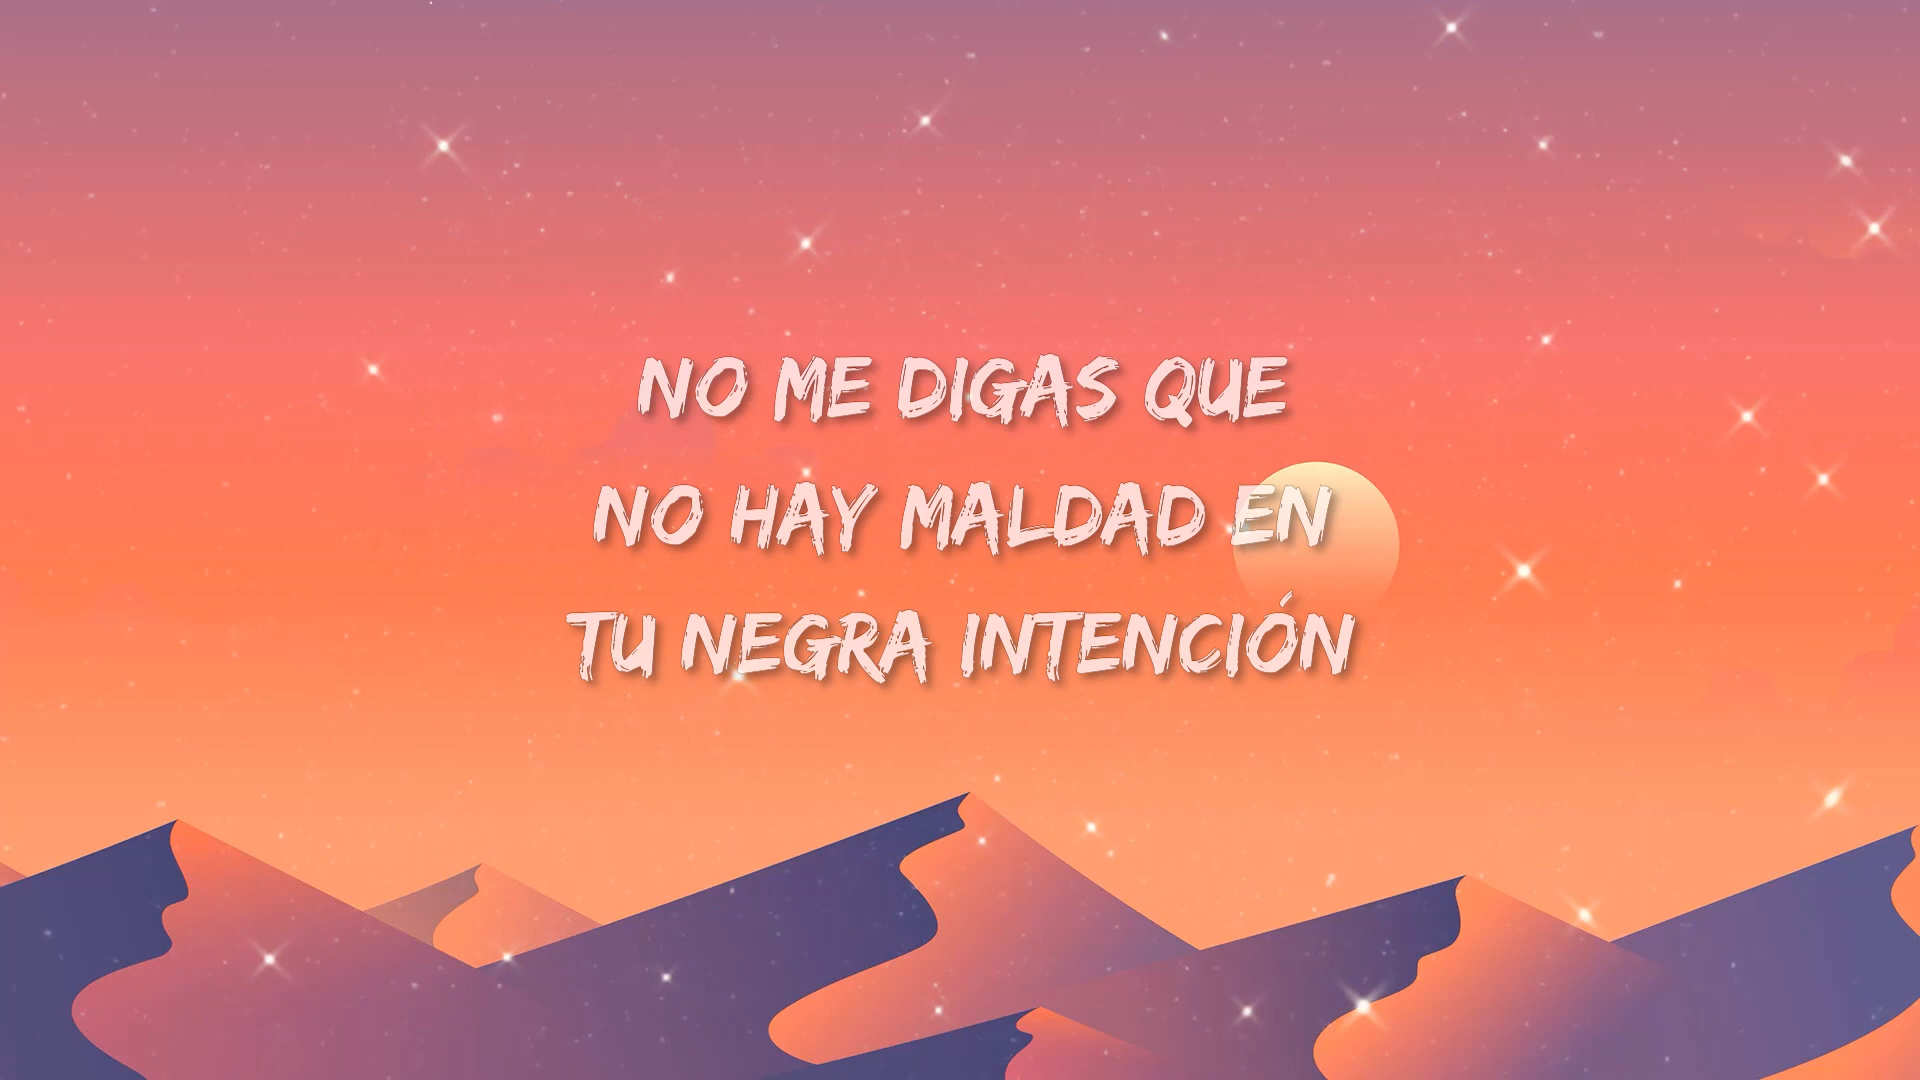 NO ME DIGAS QUE
NO HAY MALDAD EN
TU NEGRA INTENCIÓN